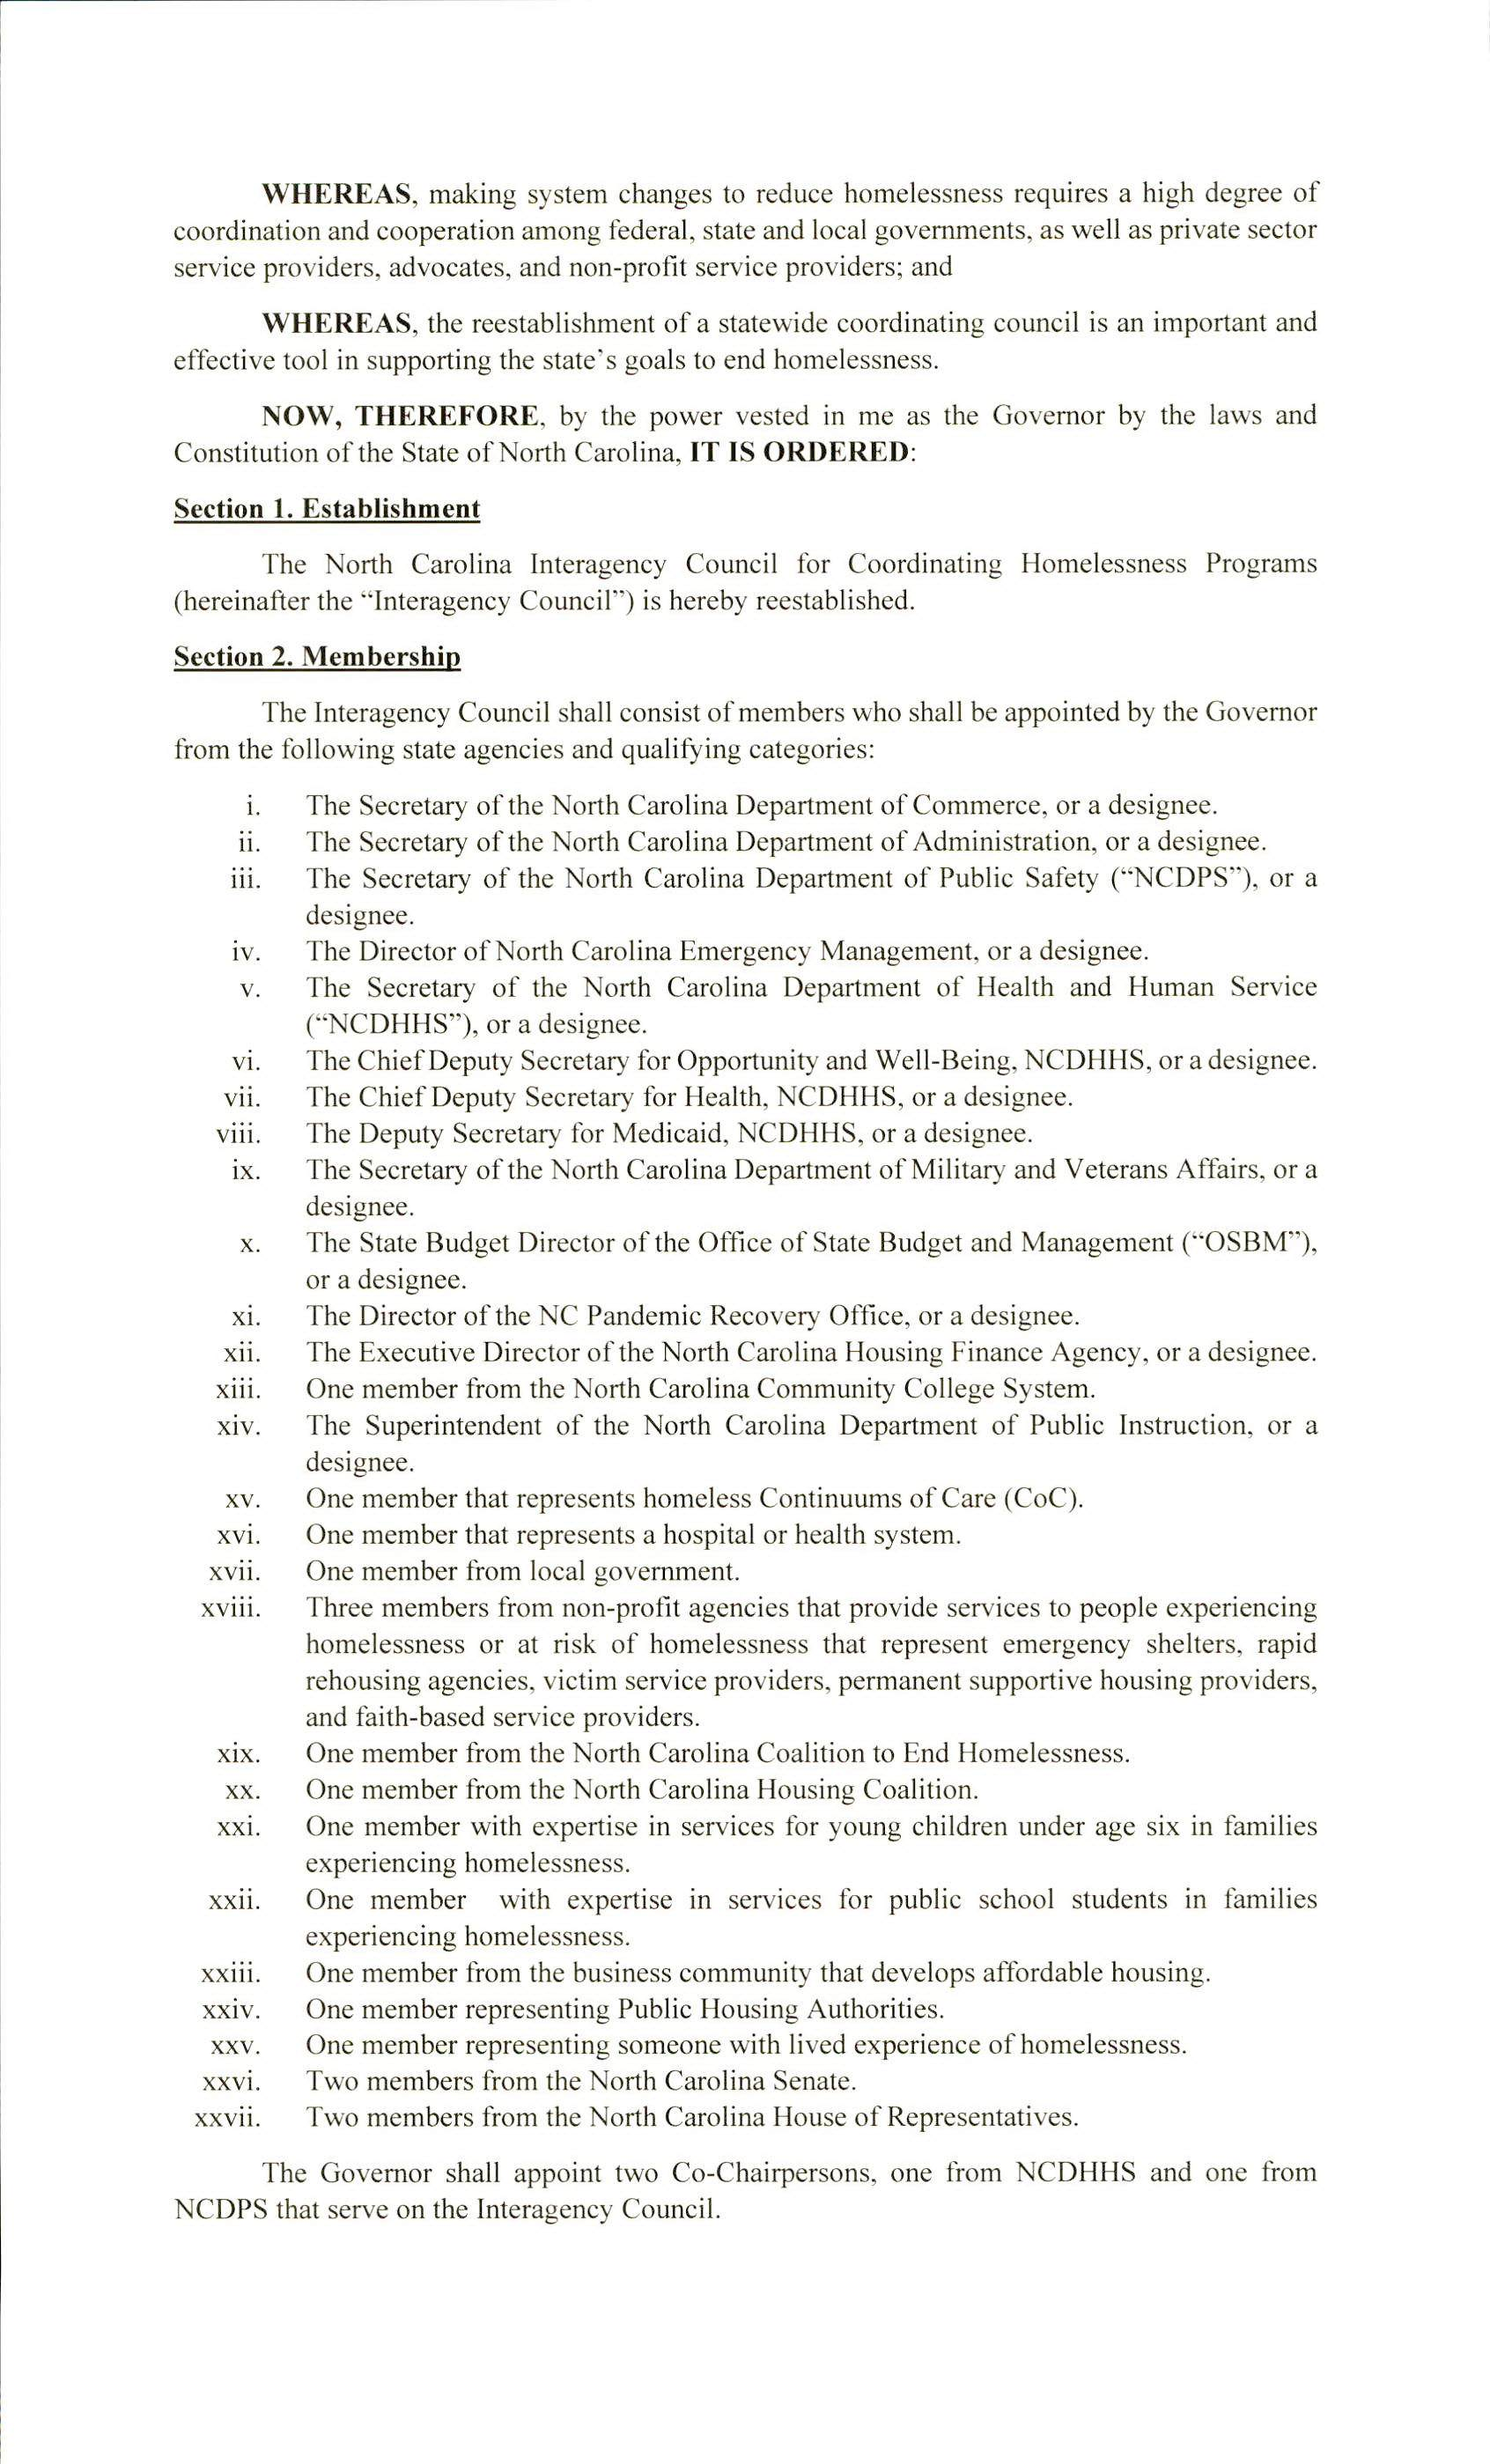 WHEREAS, making system changes to reduce homelessness requires a high degree of
coordination and cooperation among federal, state and local governments, as well as private sector
service providers, advocates, and non-profit service providers; and
WHEREAS, the reestablishment of a statewide coordinating council is an important and
effective tool in supporting the state's goals to end homelessness.
NOW, THEREFORE, by the power vested in me as the Governor by the laws and
Constitution of the State of North Carolina, IT IS ORDERED:
Section 1. Establishment
The North Carolina Interagency Council for Coordinating Homelessness Programs
(hereinafter the “Interagency Council”) is hereby reestablished.
Section 2. Membership
The Interagency Council shall consist of members who shall be appointed by the Governor
from the following state agencies and qualifying categories:
i. The Secretary of the North Carolina Department of Commerce, or a designee.
ii. The Secretary of the North Carolina Department of Administration, or a designee.
iii. The Secretary of the North Carolina Department of Public Safety (“NCDPS”), or a
designee.
iv. The Director of North Carolina Emergency Management, or a designee.
v. The Secretary of the North Carolina Department of Health and Human Service
(“NCDHHS”), or a designee.
vi. The Chief Deputy Secretary for Opportunity and Well-Being, NCDHHS, or a designee.
vii. The Chief Deputy Secretary for Health, NCDHHS, or a designee.
viii. The Deputy Secretary for Medicaid, NCDHHS, or a designee.
ix. The Secretary of the North Carolina Department of Military and Veterans Affairs, or a
designee.
x. The State Budget Director of the Office of State Budget and Management (“OSBM”),
or a designee.
xi. The Director of the NC Pandemic Recovery Office, or a designee.
xii. The Executive Director of the North Carolina Housing Finance Agency, or a designee.
xiii. One member from the North Carolina Community College System.
xiv. The Superintendent of the North Carolina Department of Public Instruction, or a
designee.
xv. One member that represents homeless Continuums of Care (CoC).
xvi. One member that represents a hospital or health system.
xvii. One member from local government.
xviii. Three members from non-profit agencies that provide services to people experiencing
homelessness or at risk of homelessness that represent emergency shelters, rapid
rehousing agencies, victim service providers, permanent supportive housing providers,
and faith-based service providers.
xix. One member from the North Carolina Coalition to End Homelessness.
xx. One member from the North Carolina Housing Coalition.
xxi. One member with expertise in services for young children under age six in families
experiencing homelessness.
xxii. One member with expertise in services for public school students in families
experiencing homelessness.
xxiii. One member from the business community that develops affordable housing.
xxiv. One member representing Public Housing Authorities.
xxv. One member representing someone with lived experience of homelessness.
xxvi. Two members from the North Carolina Senate.
xxvii. Two members from the North Carolina House of Representatives.
The Governor shall appoint two Co-Chairpersons, one from NCDHHS and one from
NCDPS that serve on the Interagency Council.